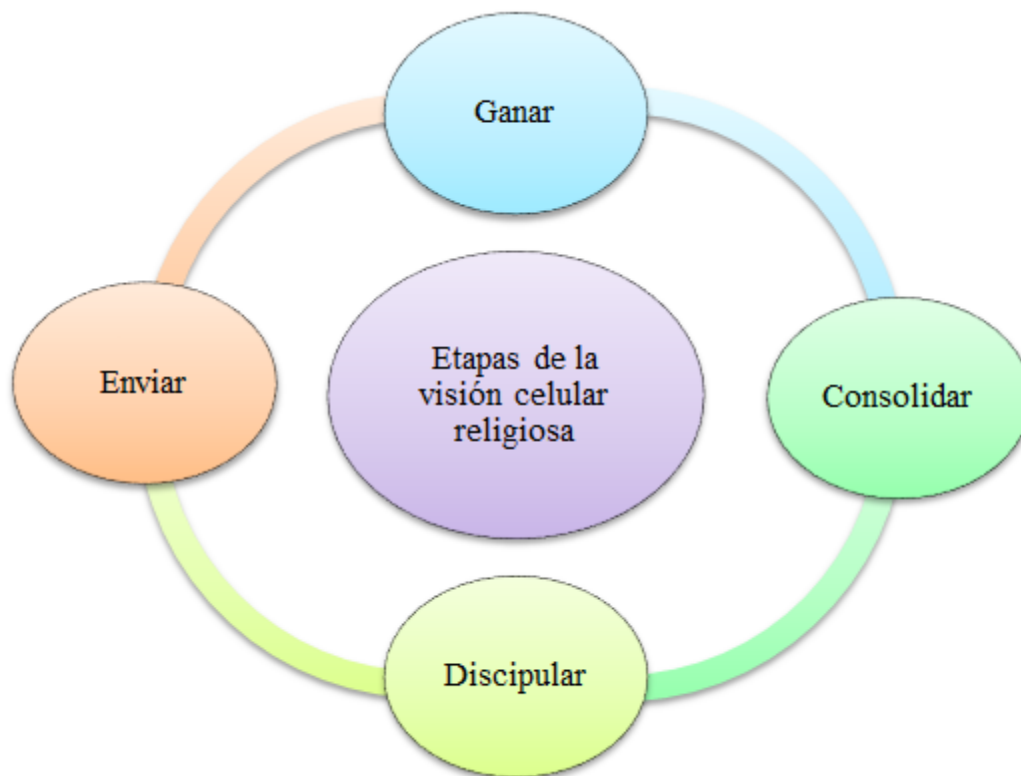 Ganar
Etapas de la
visión celular
religiosa
Enviar
Consolidar
Discipular